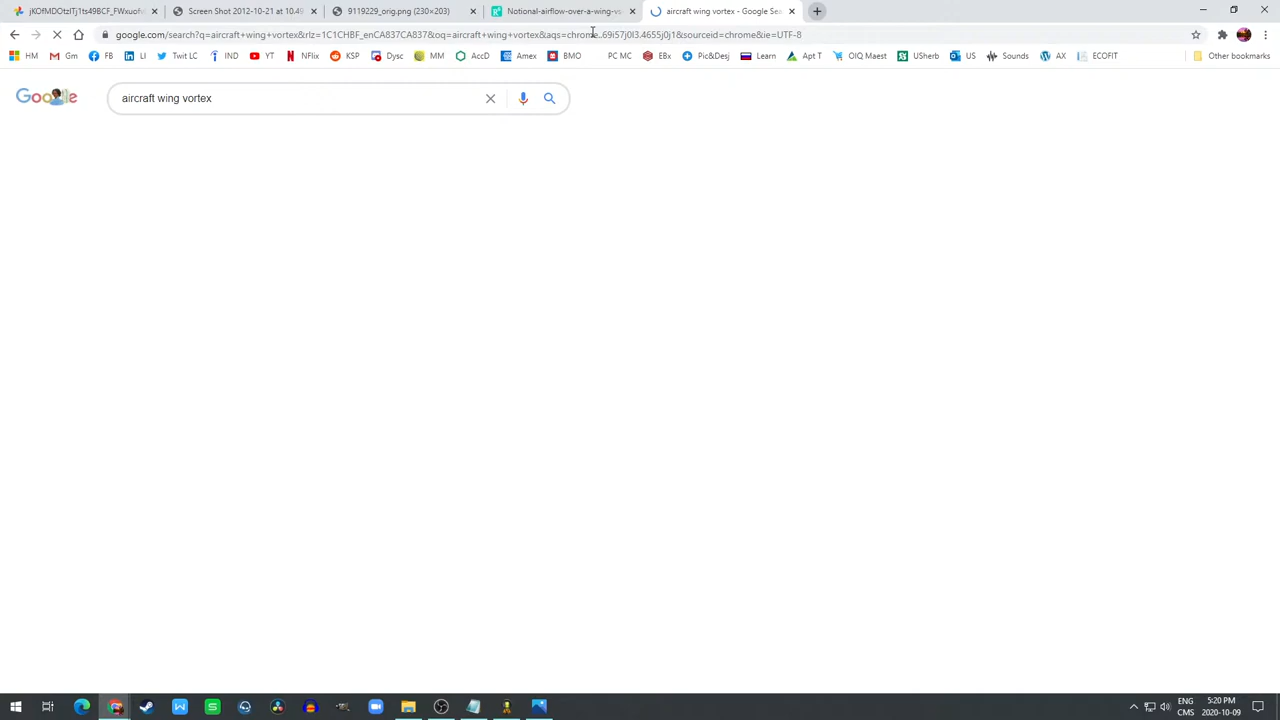 jKOfMDOtzITj1ts49BCF_FWxuofv
Screen Shot 2012-10-21 at 10.49
9119229_orig.png (230×203)
Notional-airflow-over-a-wing-vs
aircraft wing vortex - Google Sea
google.com/search?q=aircraft+wing+vortex&rlz=1C1CHBF_enCA837CA837&oq=aircraft+wing+vortex&aqs=chrome..69i57j0l3.4655j0j1&sourceid=chrome&ie=UTF-8
HM Gm FB LI Twit LC IND YT NFlix KSP Dysc MM AccD Amex BMO PC MC EBx Pic&Desj Learn Apt T OIQ Maest USherb US Sounds AX ECOFIT Other bookmarks
Google
aircraft wing vortex
ENG 5:20 PM
CMS 2020-10-09